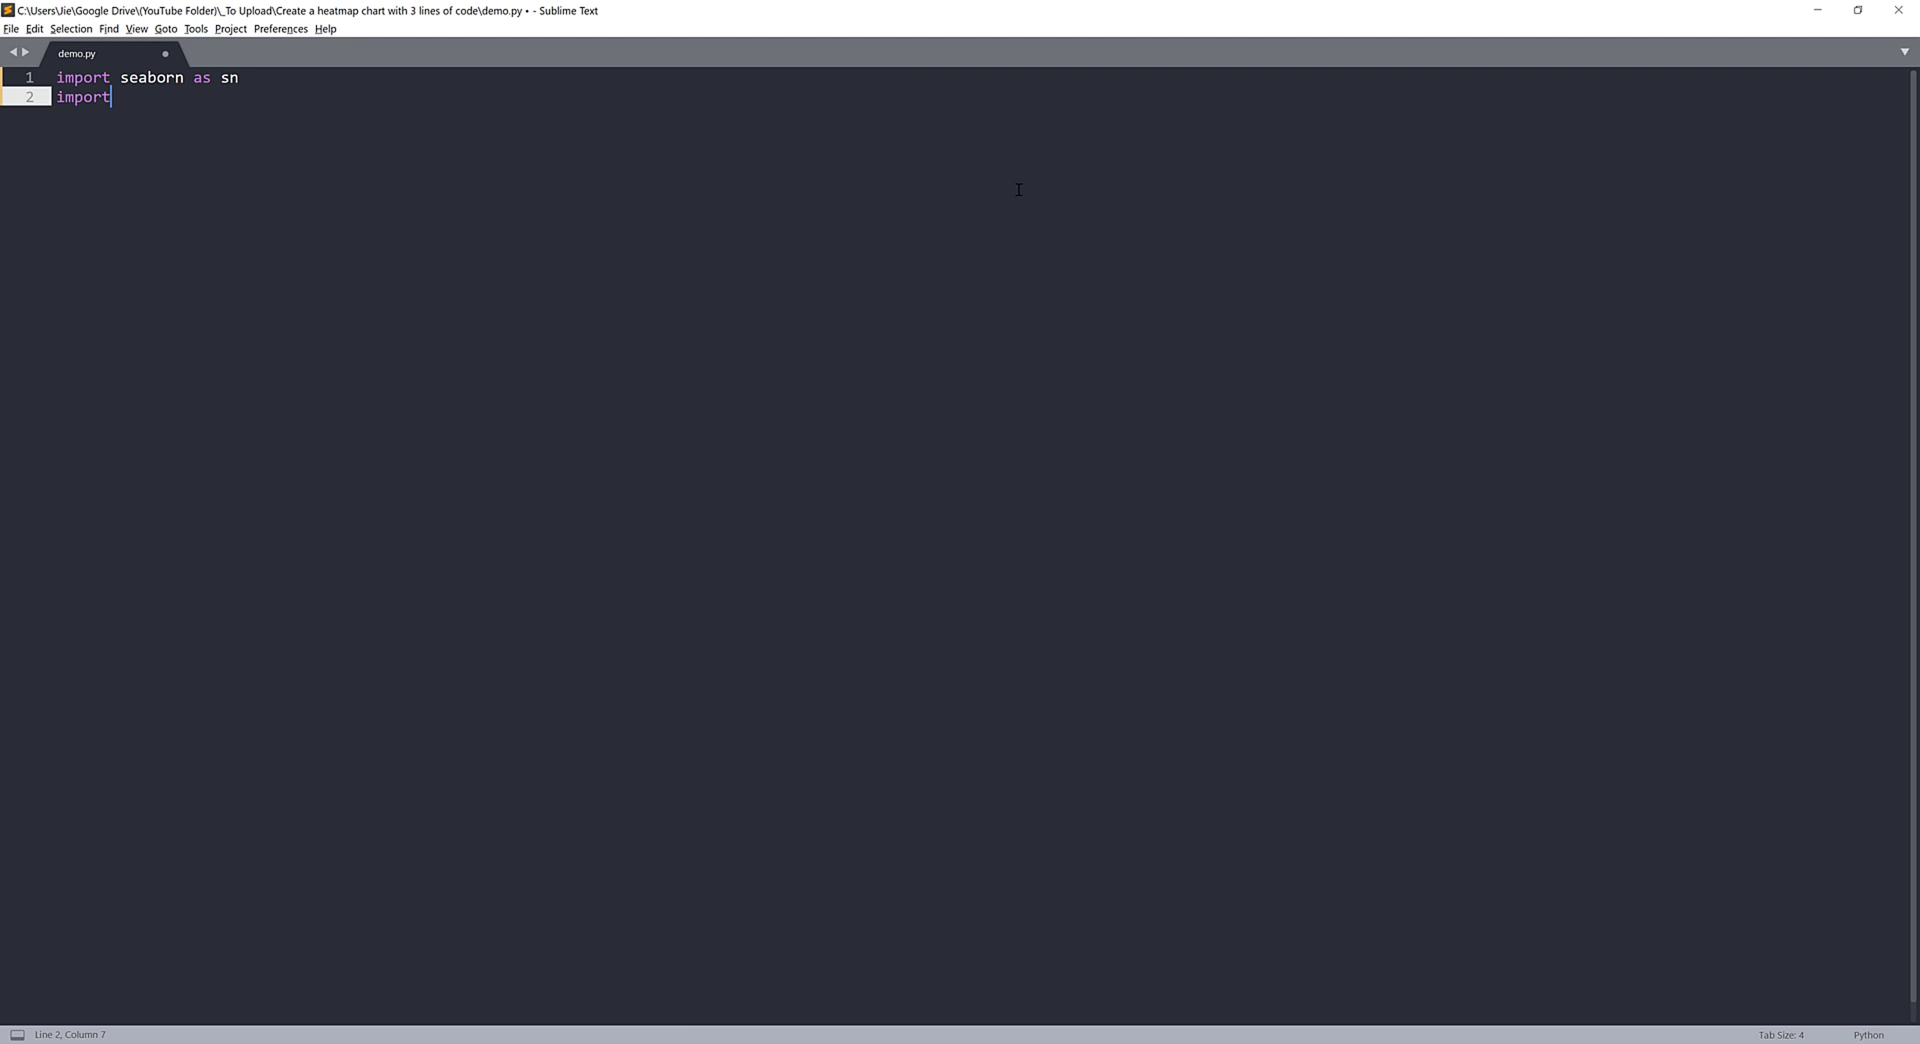 C:\Users\Jie\Google Drive\(YouTube Folder)\_To Upload\Create a heatmap chart with 3 lines of code\demo.py • - Sublime Text
File Edit Selection Find View Goto Tools Project Preferences Help
demo.py
1 import seaborn as sn
2 import
Line 2, Column 7 Tab Size: 4 Python